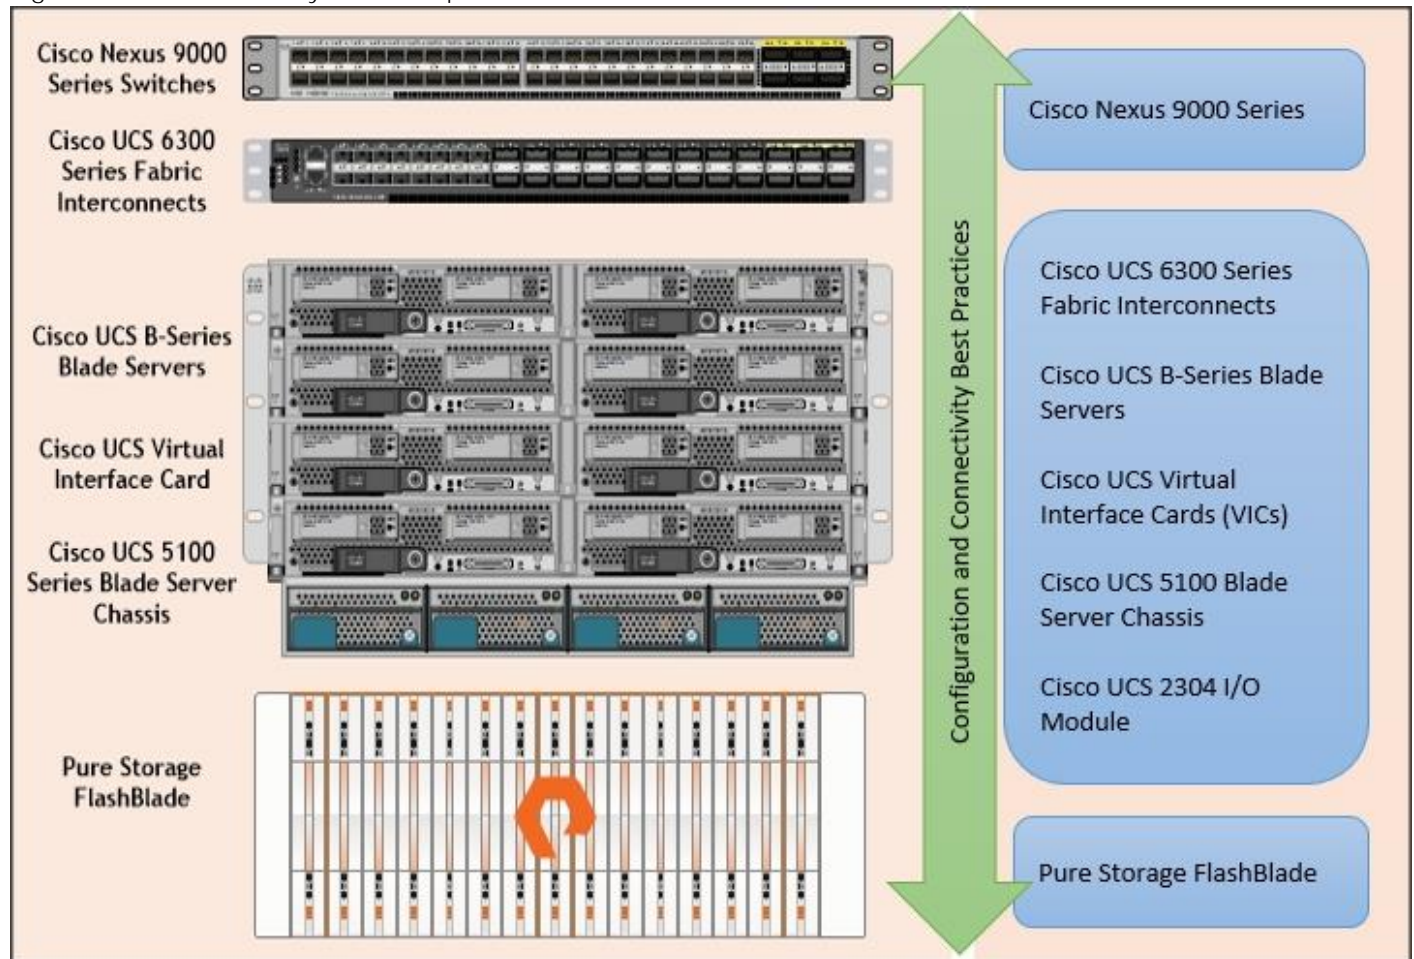 Cisco Nexus 9000
Series Switches
Cisco UCS 6300
Series Fabric
Interconnects
Cisco UCS B-Series
Blade Servers
Cisco UCS Virtual
Interface Card
Cisco UCS 5100
Series Blade Server
Chassis
Pure Storage
FlashBlade
Configuration and Connectivity Best Practices
Cisco Nexus 9000 Series
Cisco UCS 6300 Series
Fabric Interconnects
Cisco UCS B-Series Blade
Servers
Cisco UCS Virtual
Interface Cards (VICs)
Cisco UCS 5100 Blade
Server Chassis
Cisco UCS 2304 I/O
Module
Pure Storage FlashBlade